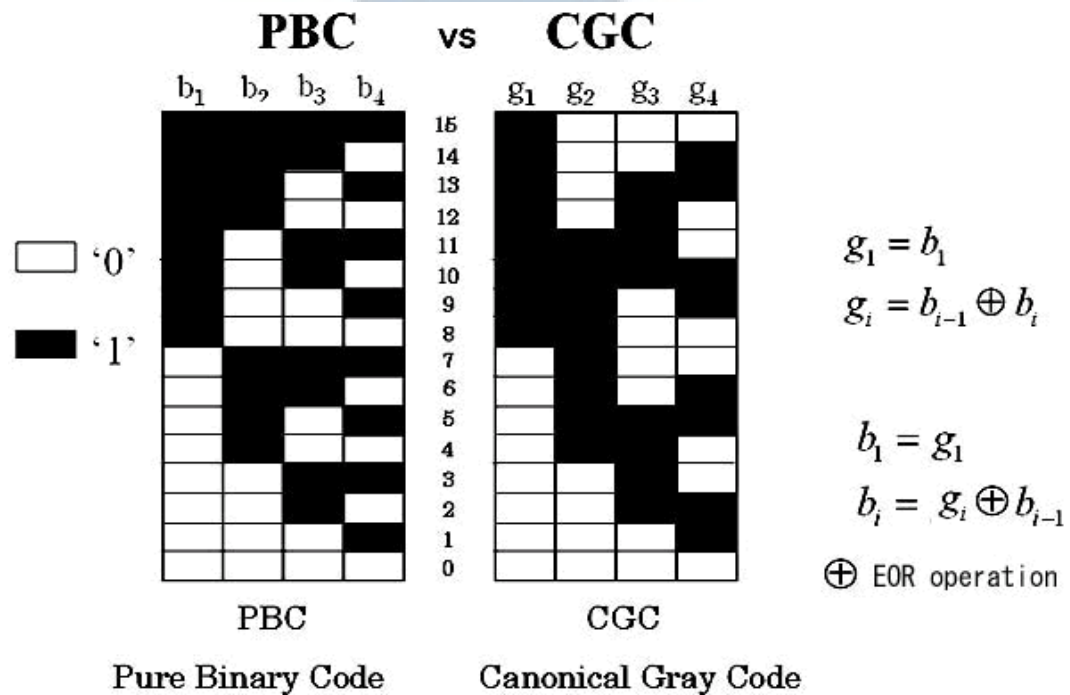 PBC vs CGC
b1 b2 b3 b4 g1 g2 g3 g4
15
14
13
12
11
10
9
8
7
6
5
4
3
2
1
0
‘0’
‘1’
g1 = b1
gi = bi−1 ⊕ bi
b1 = g1
bi = gi ⊕ bi−1
⊕ EOR operation
PBC CGC
Pure Binary Code Canonical Gray Code